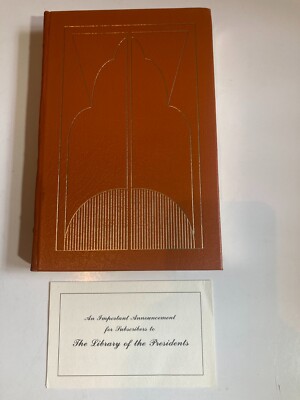 An Important Announcement
for Subscribers to
The Library of the Presidents